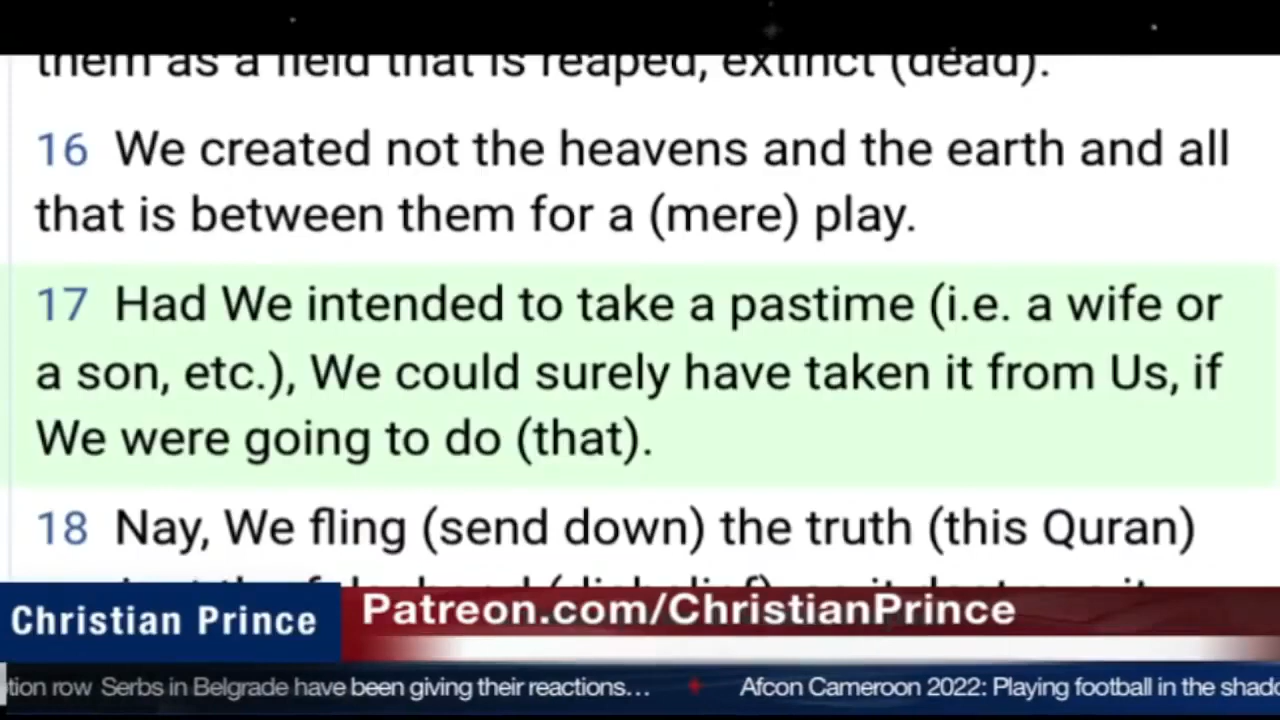 them as a field that is reaped, extinct (dead).
16 We created not the heavens and the earth and all
that is between them for a (mere) play.
17 Had We intended to take a pastime (i.e. a wife or
a son, etc.), We could surely have taken it from Us, if
We were going to do (that).
18 Nay, We fling (send down) the truth (this Quran)
Christian Prince
Patreon.com/ChristianPrince
tion row Serbs in Belgrade have been giving their reactions... Afcon Cameroon 2022: Playing football in the shado